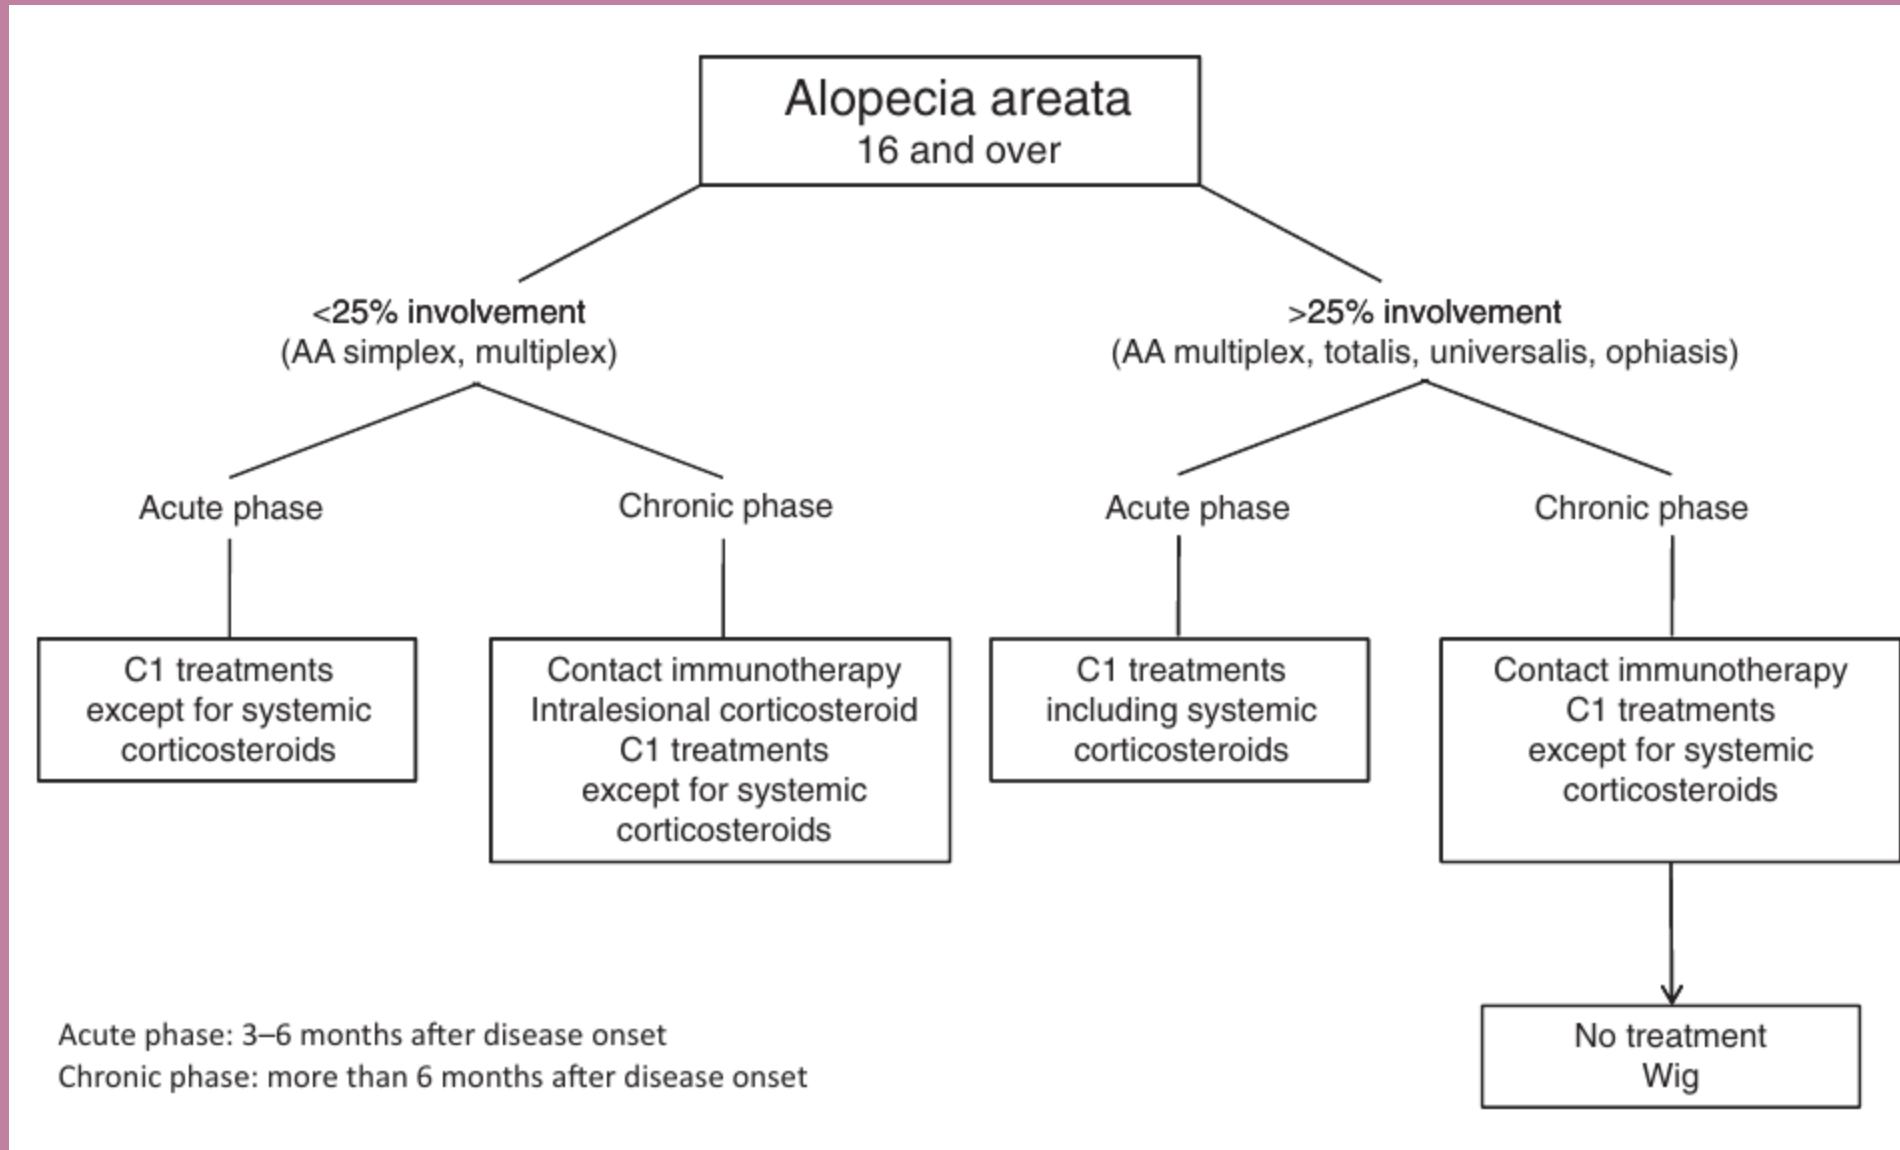 Alopecia areata
16 and over
<25% involvement
(AA simplex, multiplex)
>25% involvement
(AA multiplex, totalis, universalis, ophiasis)
Acute phase
Chronic phase
Acute phase
Chronic phase
C1 treatments
except for systemic
corticosteroids
Contact immunotherapy
Intralesional corticosteroid
C1 treatments
except for systemic
corticosteroids
C1 treatments
including systemic
corticosteroids
Contact immunotherapy
C1 treatments
except for systemic
corticosteroids
No treatment
Wig
Acute phase: 3–6 months after disease onset
Chronic phase: more than 6 months after disease onset